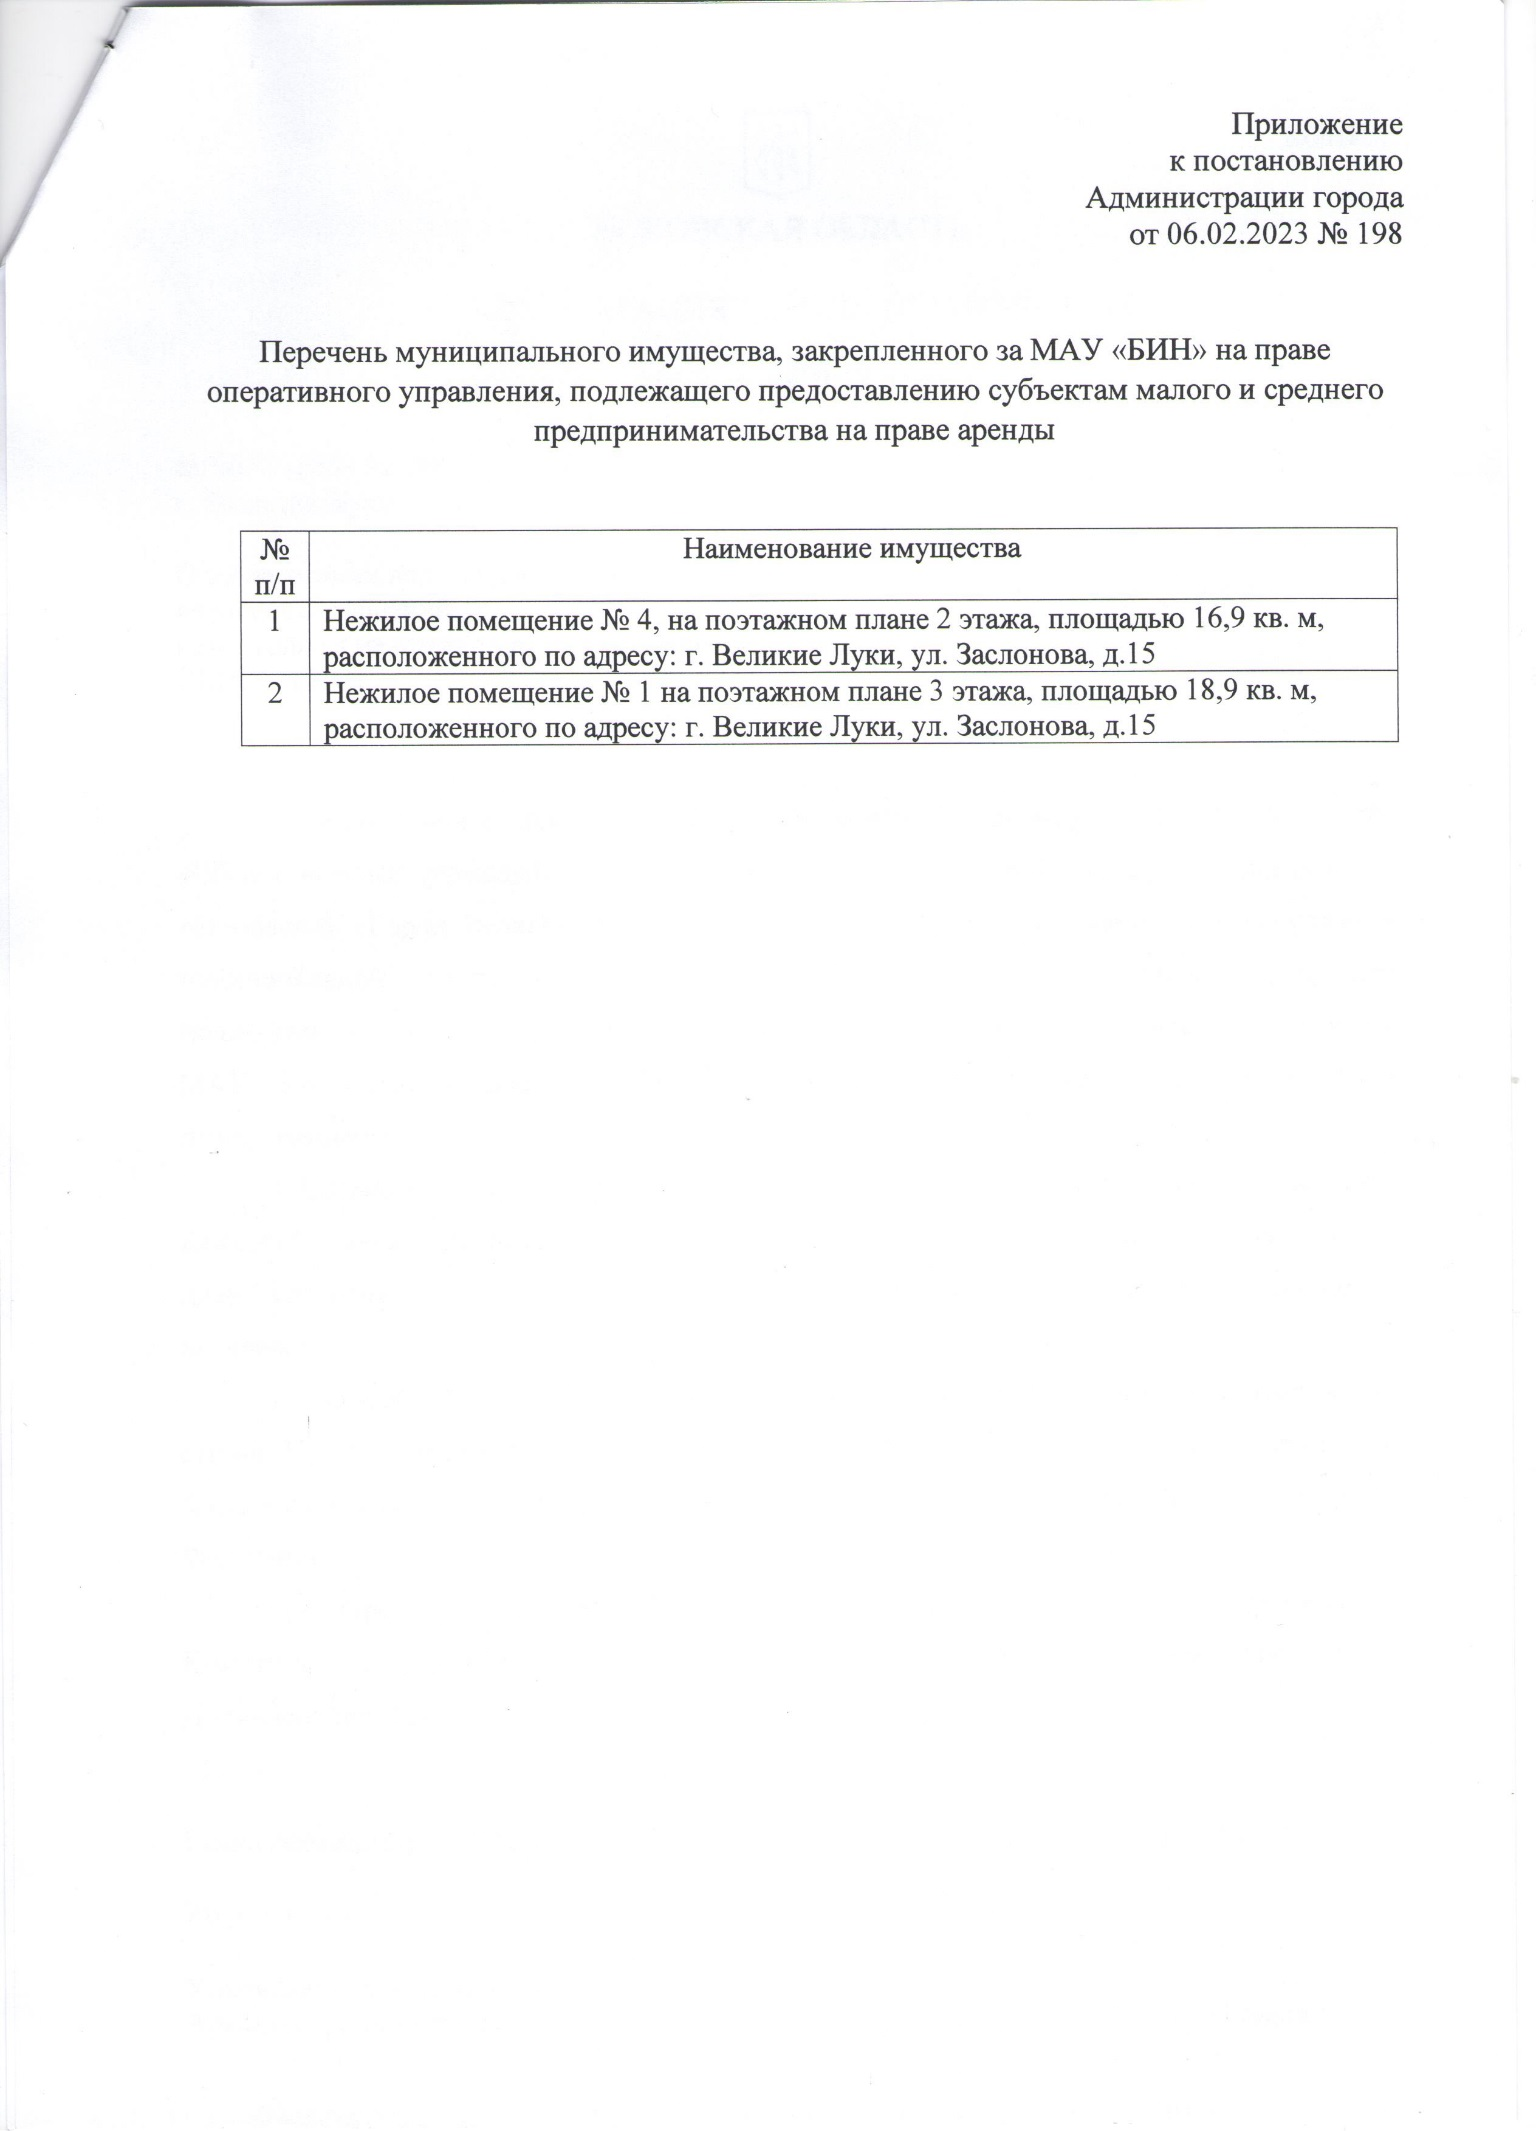 Приложение
к постановлению
Администрации города
от 06.02.2023 № 198
Перечень муниципального имущества, закрепленного за МАУ «БИН» на праве
оперативного управления, подлежащего предоставлению субъектам малого и среднего
предпринимательства на праве аренды
№
п/п
Наименование имущества
1
Нежилое помещение № 4, на поэтажном плане 2 этажа, площадью 16,9 кв. м,
расположенного по адресу: г. Великие Луки, ул. Заслонова, д.15
2
Нежилое помещение № 1 на поэтажном плане 3 этажа, площадью 18,9 кв. м,
расположенного по адресу: г. Великие Луки, ул. Заслонова, д.15